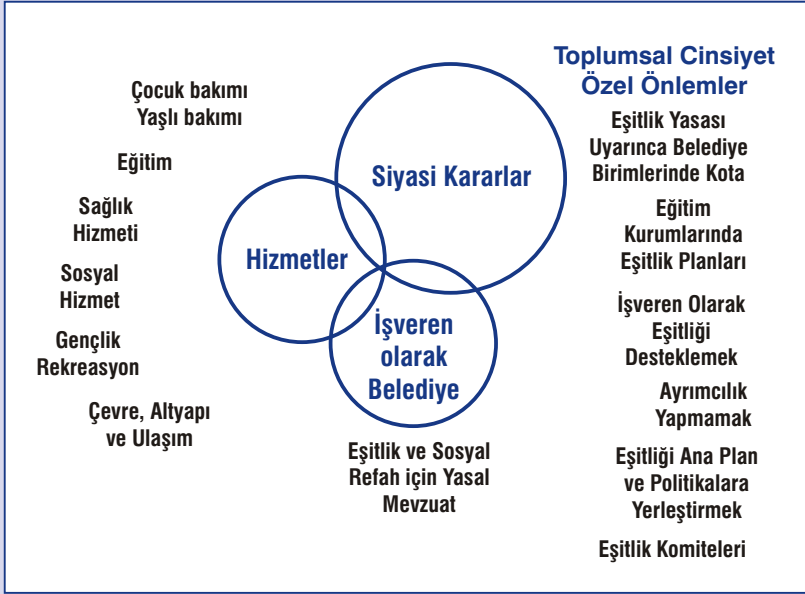 Çocuk bakımı
Yaşlı bakımı
Eğitim
Sağlık
Hizmeti
Sosyal
Hizmet
Gençlik
Rekreasyon
Çevre, Altyapı
ve Ulaşım
Siyasi Kararlar
Hizmetler
İşveren
olarak
Belediye
Eşitlik ve Sosyal
Refah için Yasal
Mevzuat
Toplumsal Cinsiyet
Özel Önlemler
Eşitlik Yasası
Uyarınca Belediye
Birimlerinde Kota
Eğitim
Kurumlarında
Eşitlik Planları
İşveren Olarak
Eşitliği
Desteklemek
Ayrımcılık
Yapmamak
Eşitliği Ana Plan
ve Politikalara
Yerleştirmek
Eşitlik Komiteleri